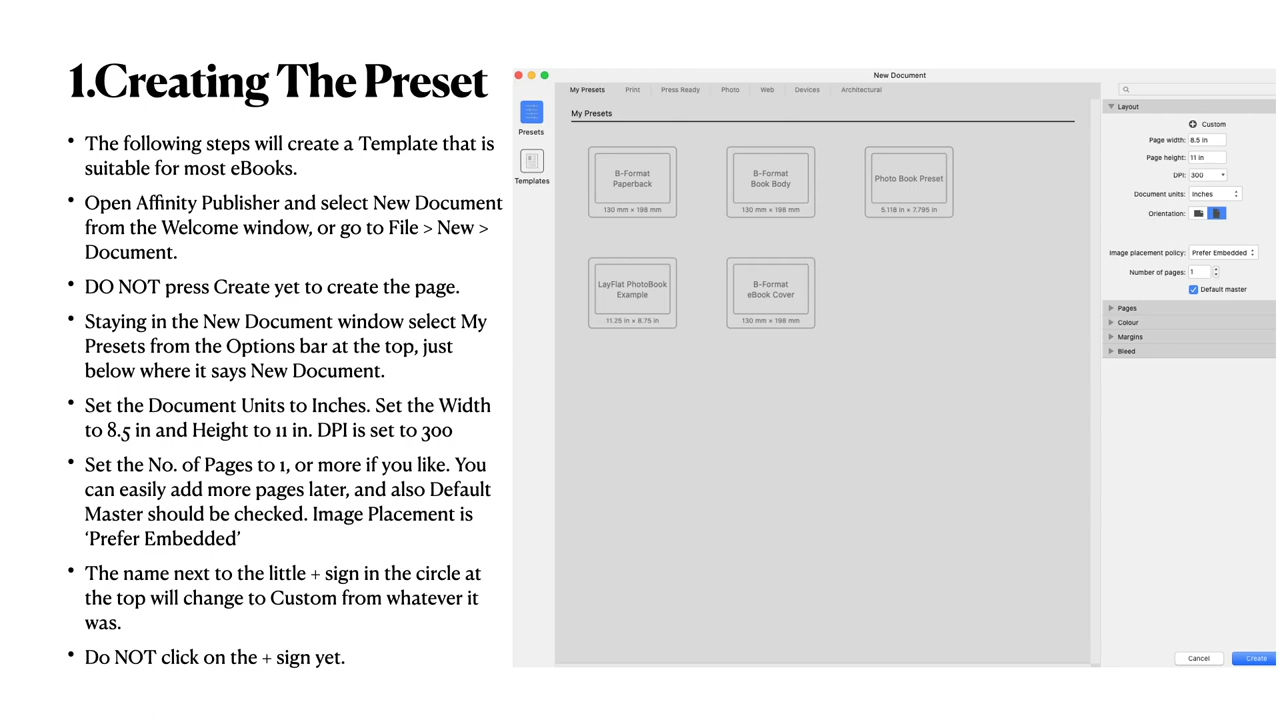 1.Creating The Preset
• The following steps will create a Template that is
suitable for most eBooks.
• Open Affinity Publisher and select New Document
from the Welcome window, or go to File > New >
Document.
• DO NOT press Create yet to create the page.
• Staying in the New Document window select My
Presets from the Options bar at the top, just
below where it says New Document.
• Set the Document Units to Inches. Set the Width
to 8.5 in and Height to 11 in. DPI is set to 300
• Set the No. of Pages to 1, or more if you like. You
can easily add more pages later, and also Default
Master should be checked. Image Placement is
‘Prefer Embedded’
• The name next to the little + sign in the circle at
the top will change to Custom from whatever it
was.
• Do NOT click on the + sign yet.
New Document
My Presets Print Press Ready Photo Web Devices Architectural
Presets
Templates
My Presets
B-Format
Paperback
130 mm × 198 mm
B-Format
Book Body
130 mm × 198 mm
Photo Book Preset
5.118 in × 7.795 in
LayFlat PhotoBook
Example
11.25 in × 8.75 in
B-Format
eBook Cover
130 mm × 198 mm
Layout
Custom
Page width: 8.5 in
Page height: 11 in
DPI: 300
Document units: Inches
Orientation:
Image placement policy: Prefer Embedded
Number of pages: 1
Default master
Pages
Colour
Margins
Bleed
Cancel Create